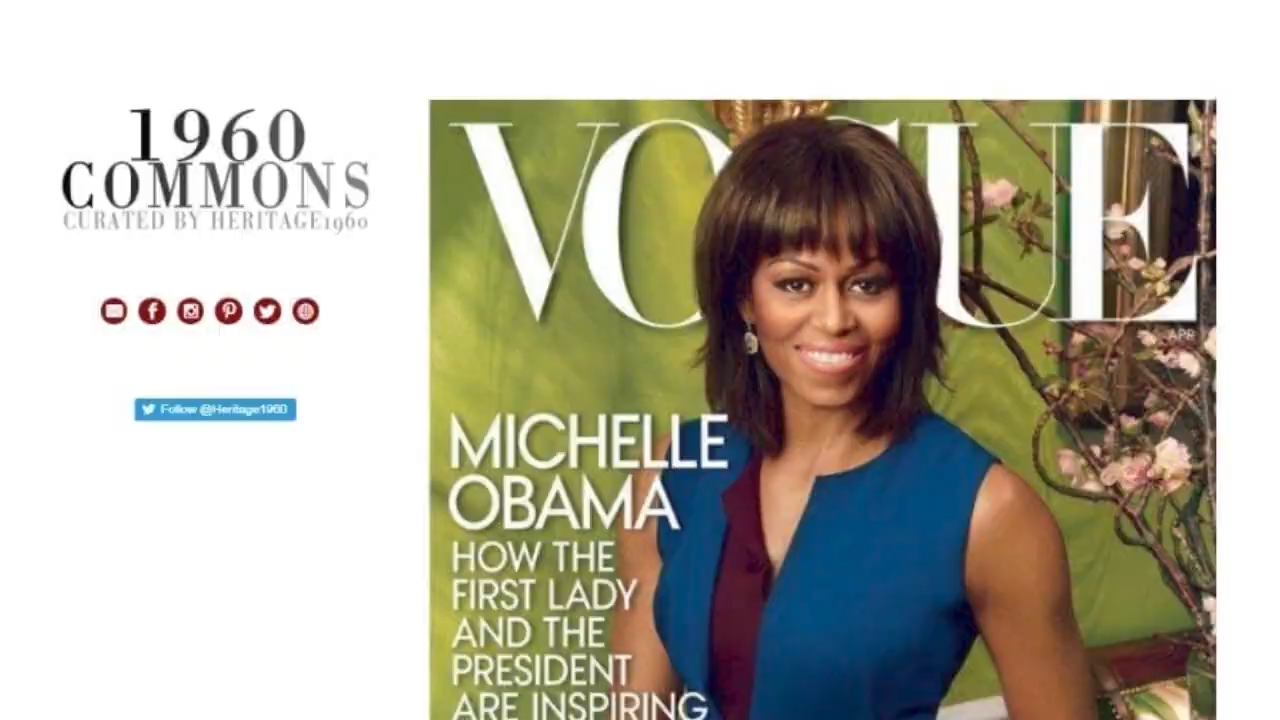 1960
COMMONS
CURATED BY HERITAGE1960
Follow @Heritage1960
VOGUE
APR
MICHELLE
OBAMA
HOW THE
FIRST LADY
AND THE
PRESIDENT
ARE INSPIRING